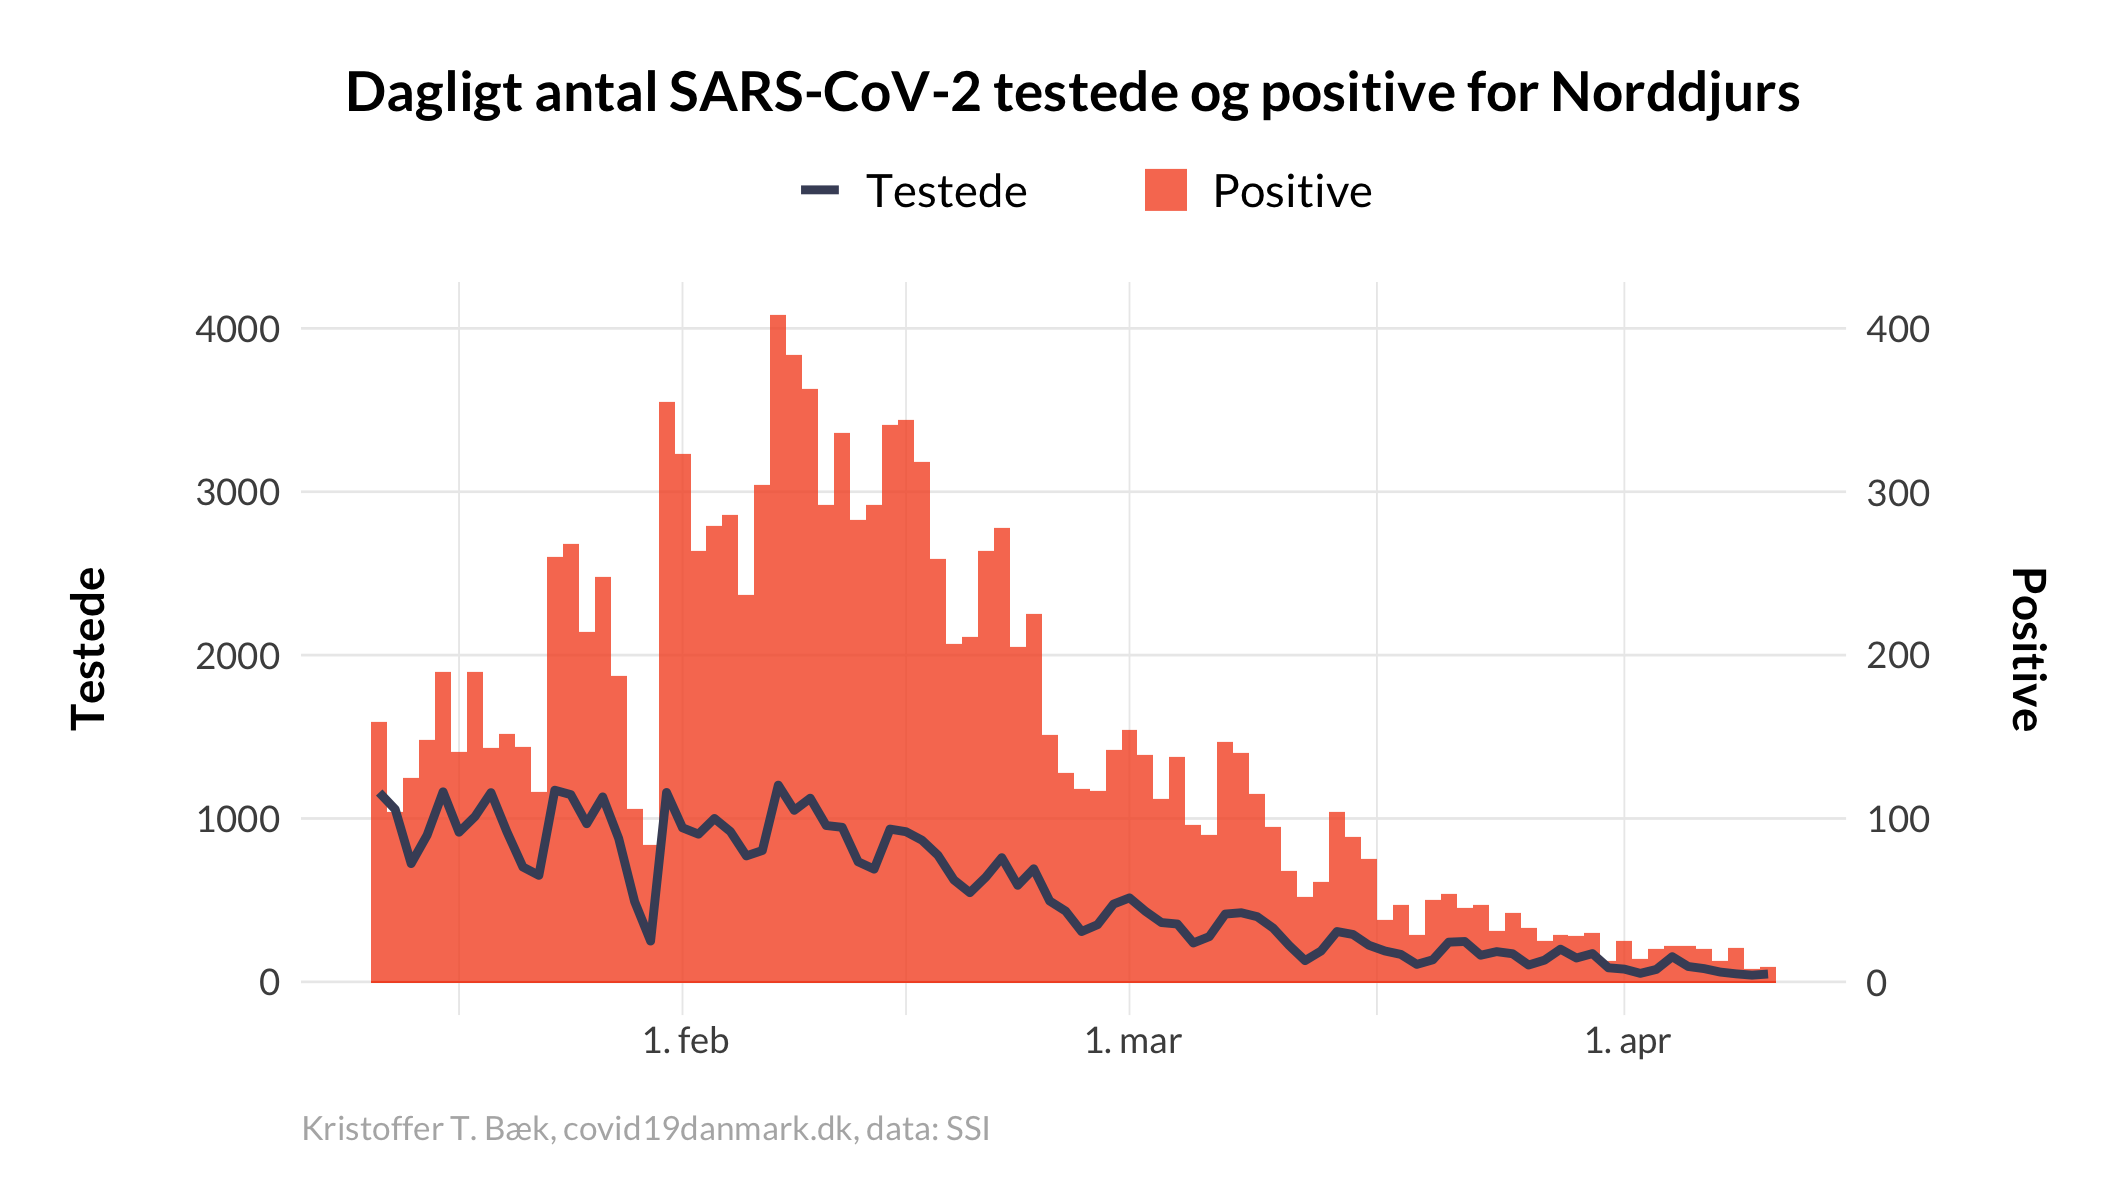 Dagligt antal SARS-CoV-2 testede og positive for Norddjurs
Testede Positive
4000 400
3000 300
2000 200
1000 100
0 0
Testede
Positive
1. feb 1. mar 1. apr
Kristoffer T. Bæk, covid19danmark.dk, data: SSI